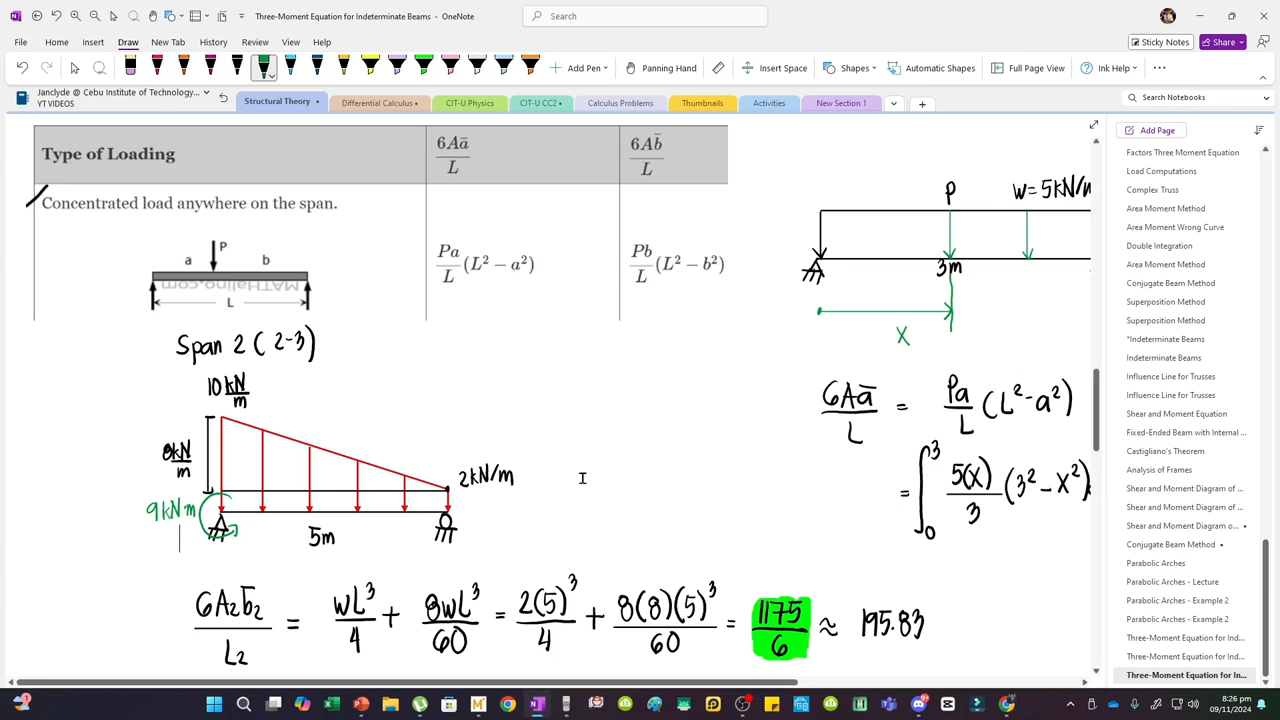 Three-Moment Equation for Indeterminate Beams - OneNote
Search
File Home Insert Draw New Tab History Review View Help
Sticky Notes
Share
Add Pen
Panning Hand
Insert Space
Shapes
Automatic Shapes
Full Page View
Ink Help
Janclyde @ Cebu Institute of Technology...
YT VIDEOS
Structural Theory
Differential Calculus
CIT-U Physics
CIT-U CC2
Calculus Problems
Thumbnails
Activities
New Section 1
Search Notebooks
Type of Loading
6Aā/L
6Ab̄/L
Concentrated load anywhere on the span.
P
a b
L
MATHalino.com
Pa/L (L² − a²)
Pb/L (L² − b²)
Span 2 (2-3)
10 kN/m
8kN/m
2kN/m
9kNm
5m
6A₂b̄₂/L₂ = wL³/4 + 8wL³/60 = 2(5)³/4 + 8(8)(5)³/60 = 1175/6 ≈ 195.83
P
w=5kN/m
3m
X
6Aā/L = Pa/L (L²-a²)
= ∫₀³ 5(x)/3 (3²-x²)
Add Page
Factors Three Moment Equation
Load Computations
Complex Truss
Area Moment Method
Area Moment Wrong Curve
Double Integration
Area Moment Method
Conjugate Beam Method
Superposition Method
Superposition Method
*Indeterminate Beams
Indeterminate Beams
Influence Line for Trusses
Influence Line for Trusses
Shear and Moment Equation
Fixed-Ended Beam with Internal ...
Castigliano's Theorem
Analysis of Frames
Shear and Moment Diagram of ...
Shear and Moment Diagram of ...
Shear and Moment Diagram o...
Conjugate Beam Method
Parabolic Arches
Parabolic Arches - Lecture
Parabolic Arches - Example 2
Parabolic Arches - Example 2
Three-Moment Equation for Ind...
Three-Moment Equation for Ind...
Three-Moment Equation for In...
8:26 pm
09/11/2024